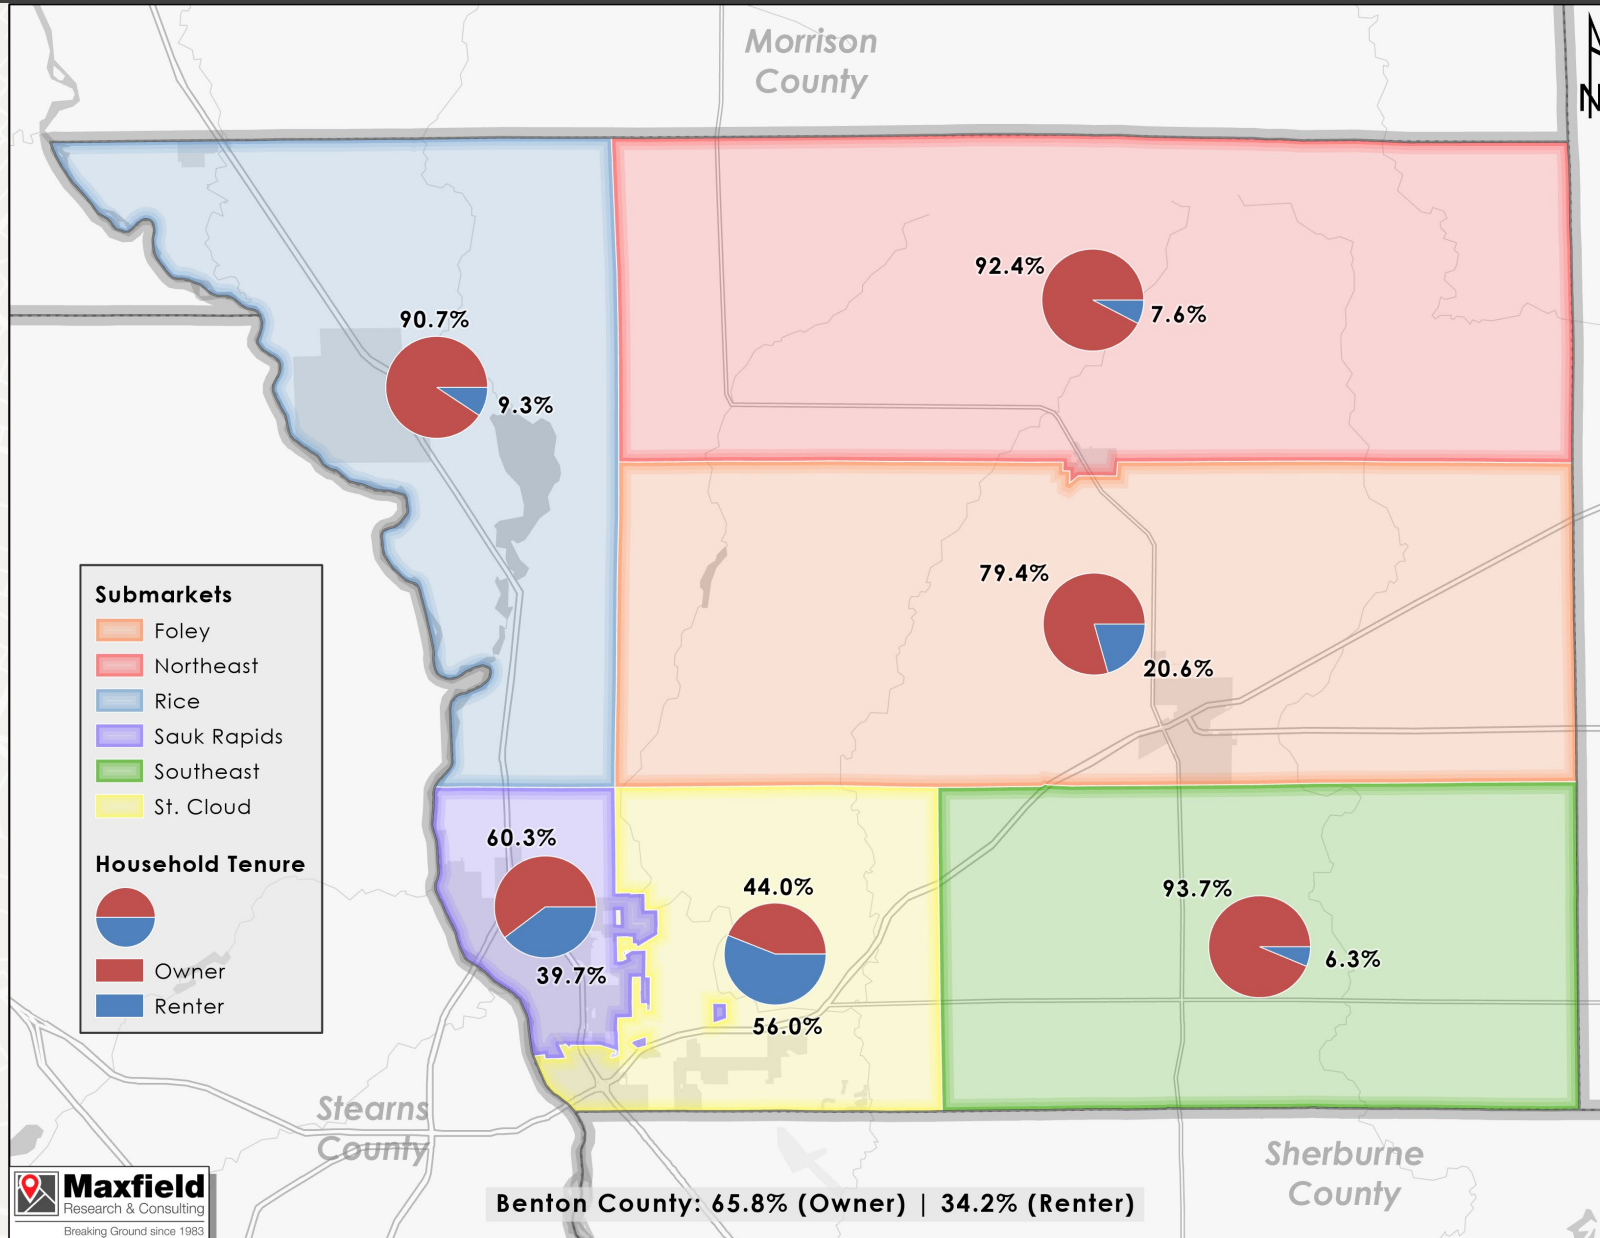 Morrison
County
N
92.4%
7.6%
90.7%
9.3%
79.4%
20.6%
Submarkets
Foley
Northeast
Rice
Sauk Rapids
Southeast
St. Cloud
Household Tenure
Owner
Renter
60.3%
39.7%
44.0%
56.0%
93.7%
6.3%
Stearns
County
Sherburne
County
Maxfield
Research & Consulting
Breaking Ground since 1983
Benton County: 65.8% (Owner) | 34.2% (Renter)